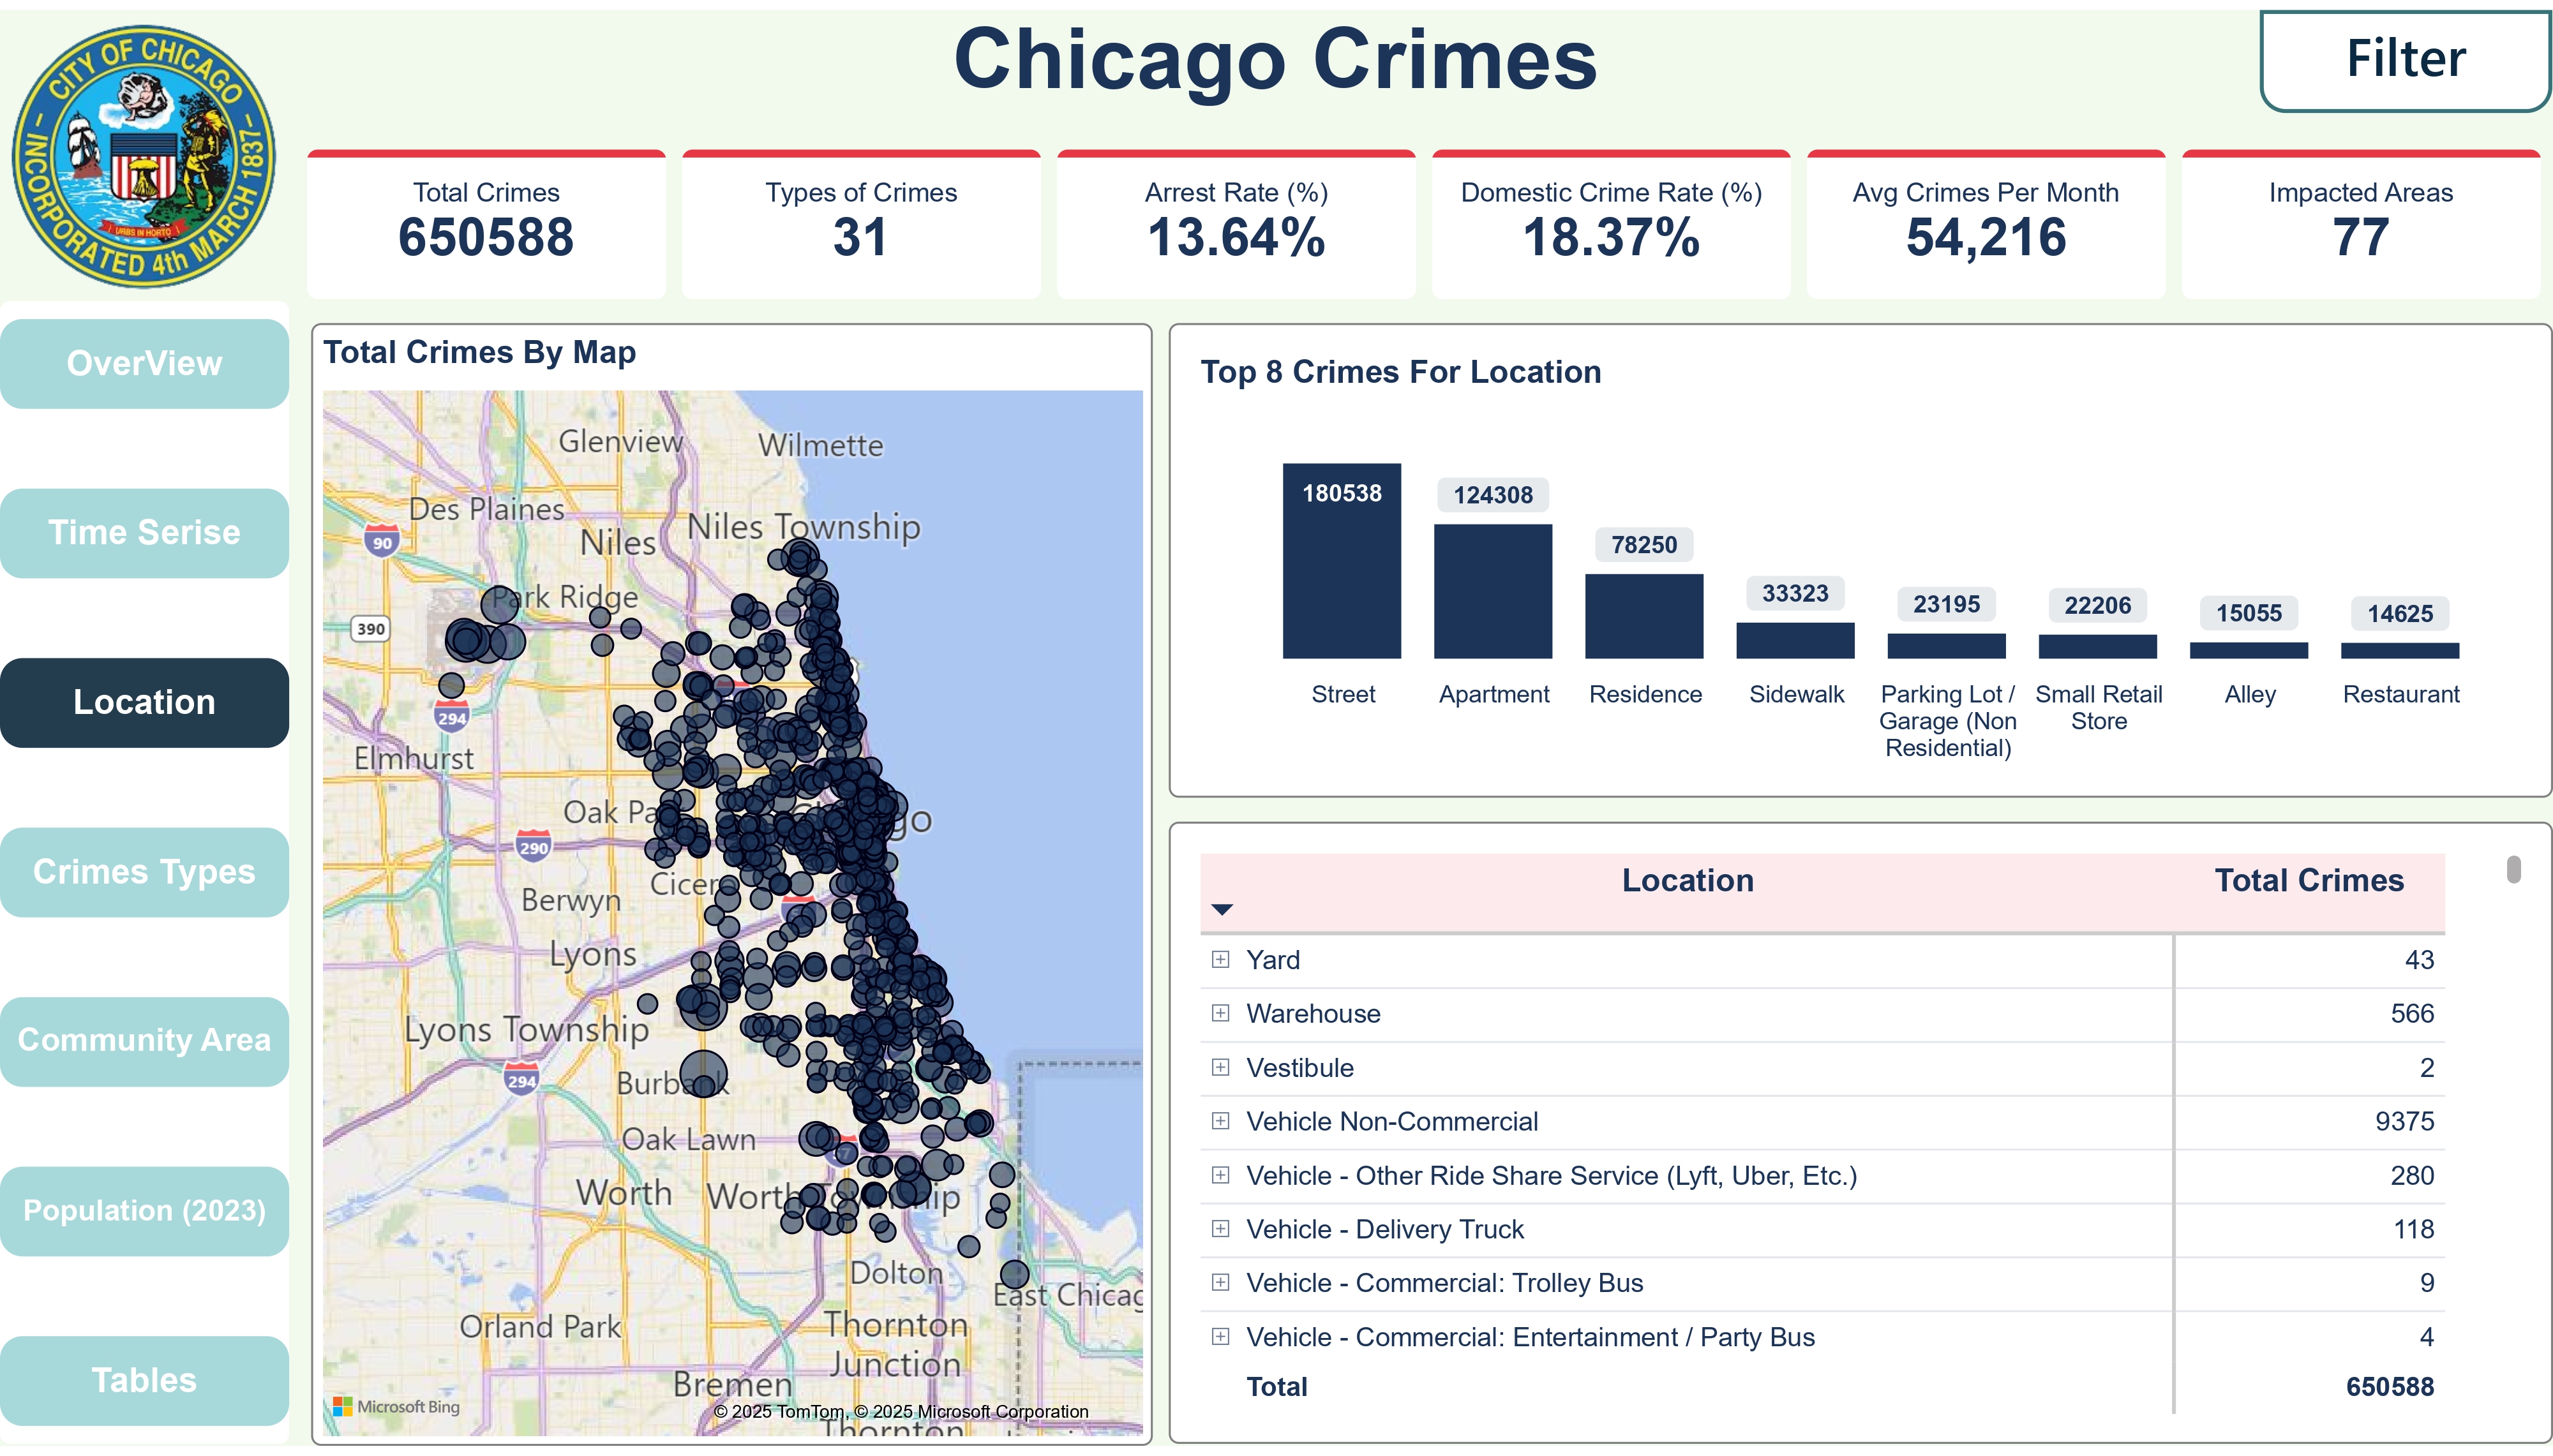 CITY OF CHICAGO
INCORPORATED 4th MARCH 1837
URBS IN HORTO
Chicago Crimes
Filter
Total Crimes
650588
Types of Crimes
31
Arrest Rate (%)
13.64%
Domestic Crime Rate (%)
18.37%
Avg Crimes Per Month
54,216
Impacted Areas
77
OverView
Time Serise
Location
Crimes Types
Community Area
Population (2023)
Tables
Total Crimes By Map
Glenview
Wilmette
Des Plaines
Niles Township
90
Niles
Park Ridge
390
294
Elmhurst
Oak Pa
go
290
Cicero
Berwyn
Lyons
Lyons Township
294
Burbank
Oak Lawn
Worth
Worth Township
Dolton
East Chicag
Orland Park
Thornton
Junction
Bremen
Microsoft Bing
© 2025 TomTom, © 2025 Microsoft Corporation
Thornton
Top 8 Crimes For Location
180538
124308
78250
33323
23195
22206
15055
14625
Street
Apartment
Residence
Sidewalk
Parking Lot /
Garage (Non
Residential)
Small Retail
Store
Alley
Restaurant
Location
Total Crimes
Yard
43
Warehouse
566
Vestibule
2
Vehicle Non-Commercial
9375
Vehicle - Other Ride Share Service (Lyft, Uber, Etc.)
280
Vehicle - Delivery Truck
118
Vehicle - Commercial: Trolley Bus
9
Vehicle - Commercial: Entertainment / Party Bus
4
Total
650588